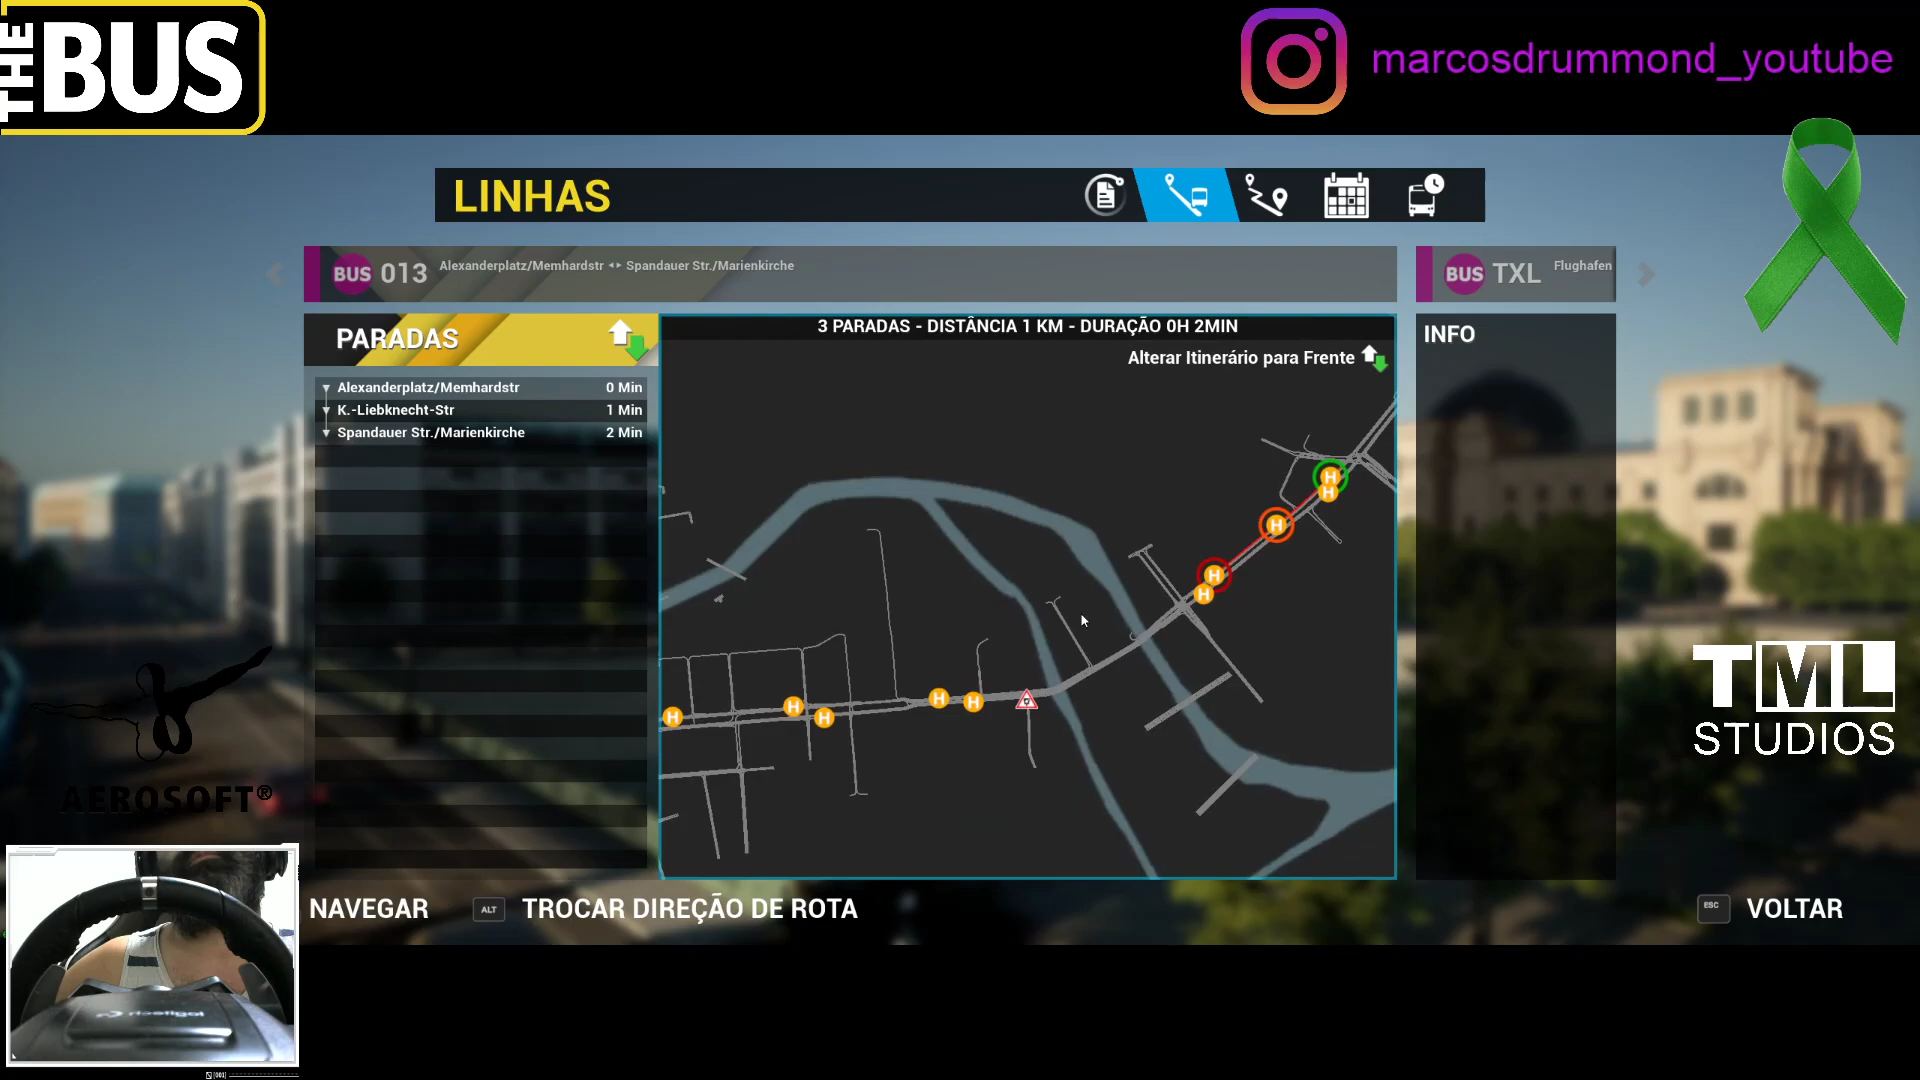 THE BUS
marcosdrummond_youtube
LINHAS
BUS 013 Alexanderplatz/Memhardstr <> Spandauer Str./Marienkirche
BUS TXL Flughafen
PARADAS
3 PARADAS - DISTÂNCIA 1 KM - DURAÇÃO 0H 2MIN
INFO
Alterar Itinerário para Frente
Alexanderplatz/Memhardstr 0 Min
K.-Liebknecht-Str 1 Min
Spandauer Str./Marienkirche 2 Min
H
H
H
H
H
H
H
H
H
H
TML
STUDIOS
AEROSOFT®
NAVEGAR
ALT TROCAR DIREÇÃO DE ROTA
ESC VOLTAR
logitech